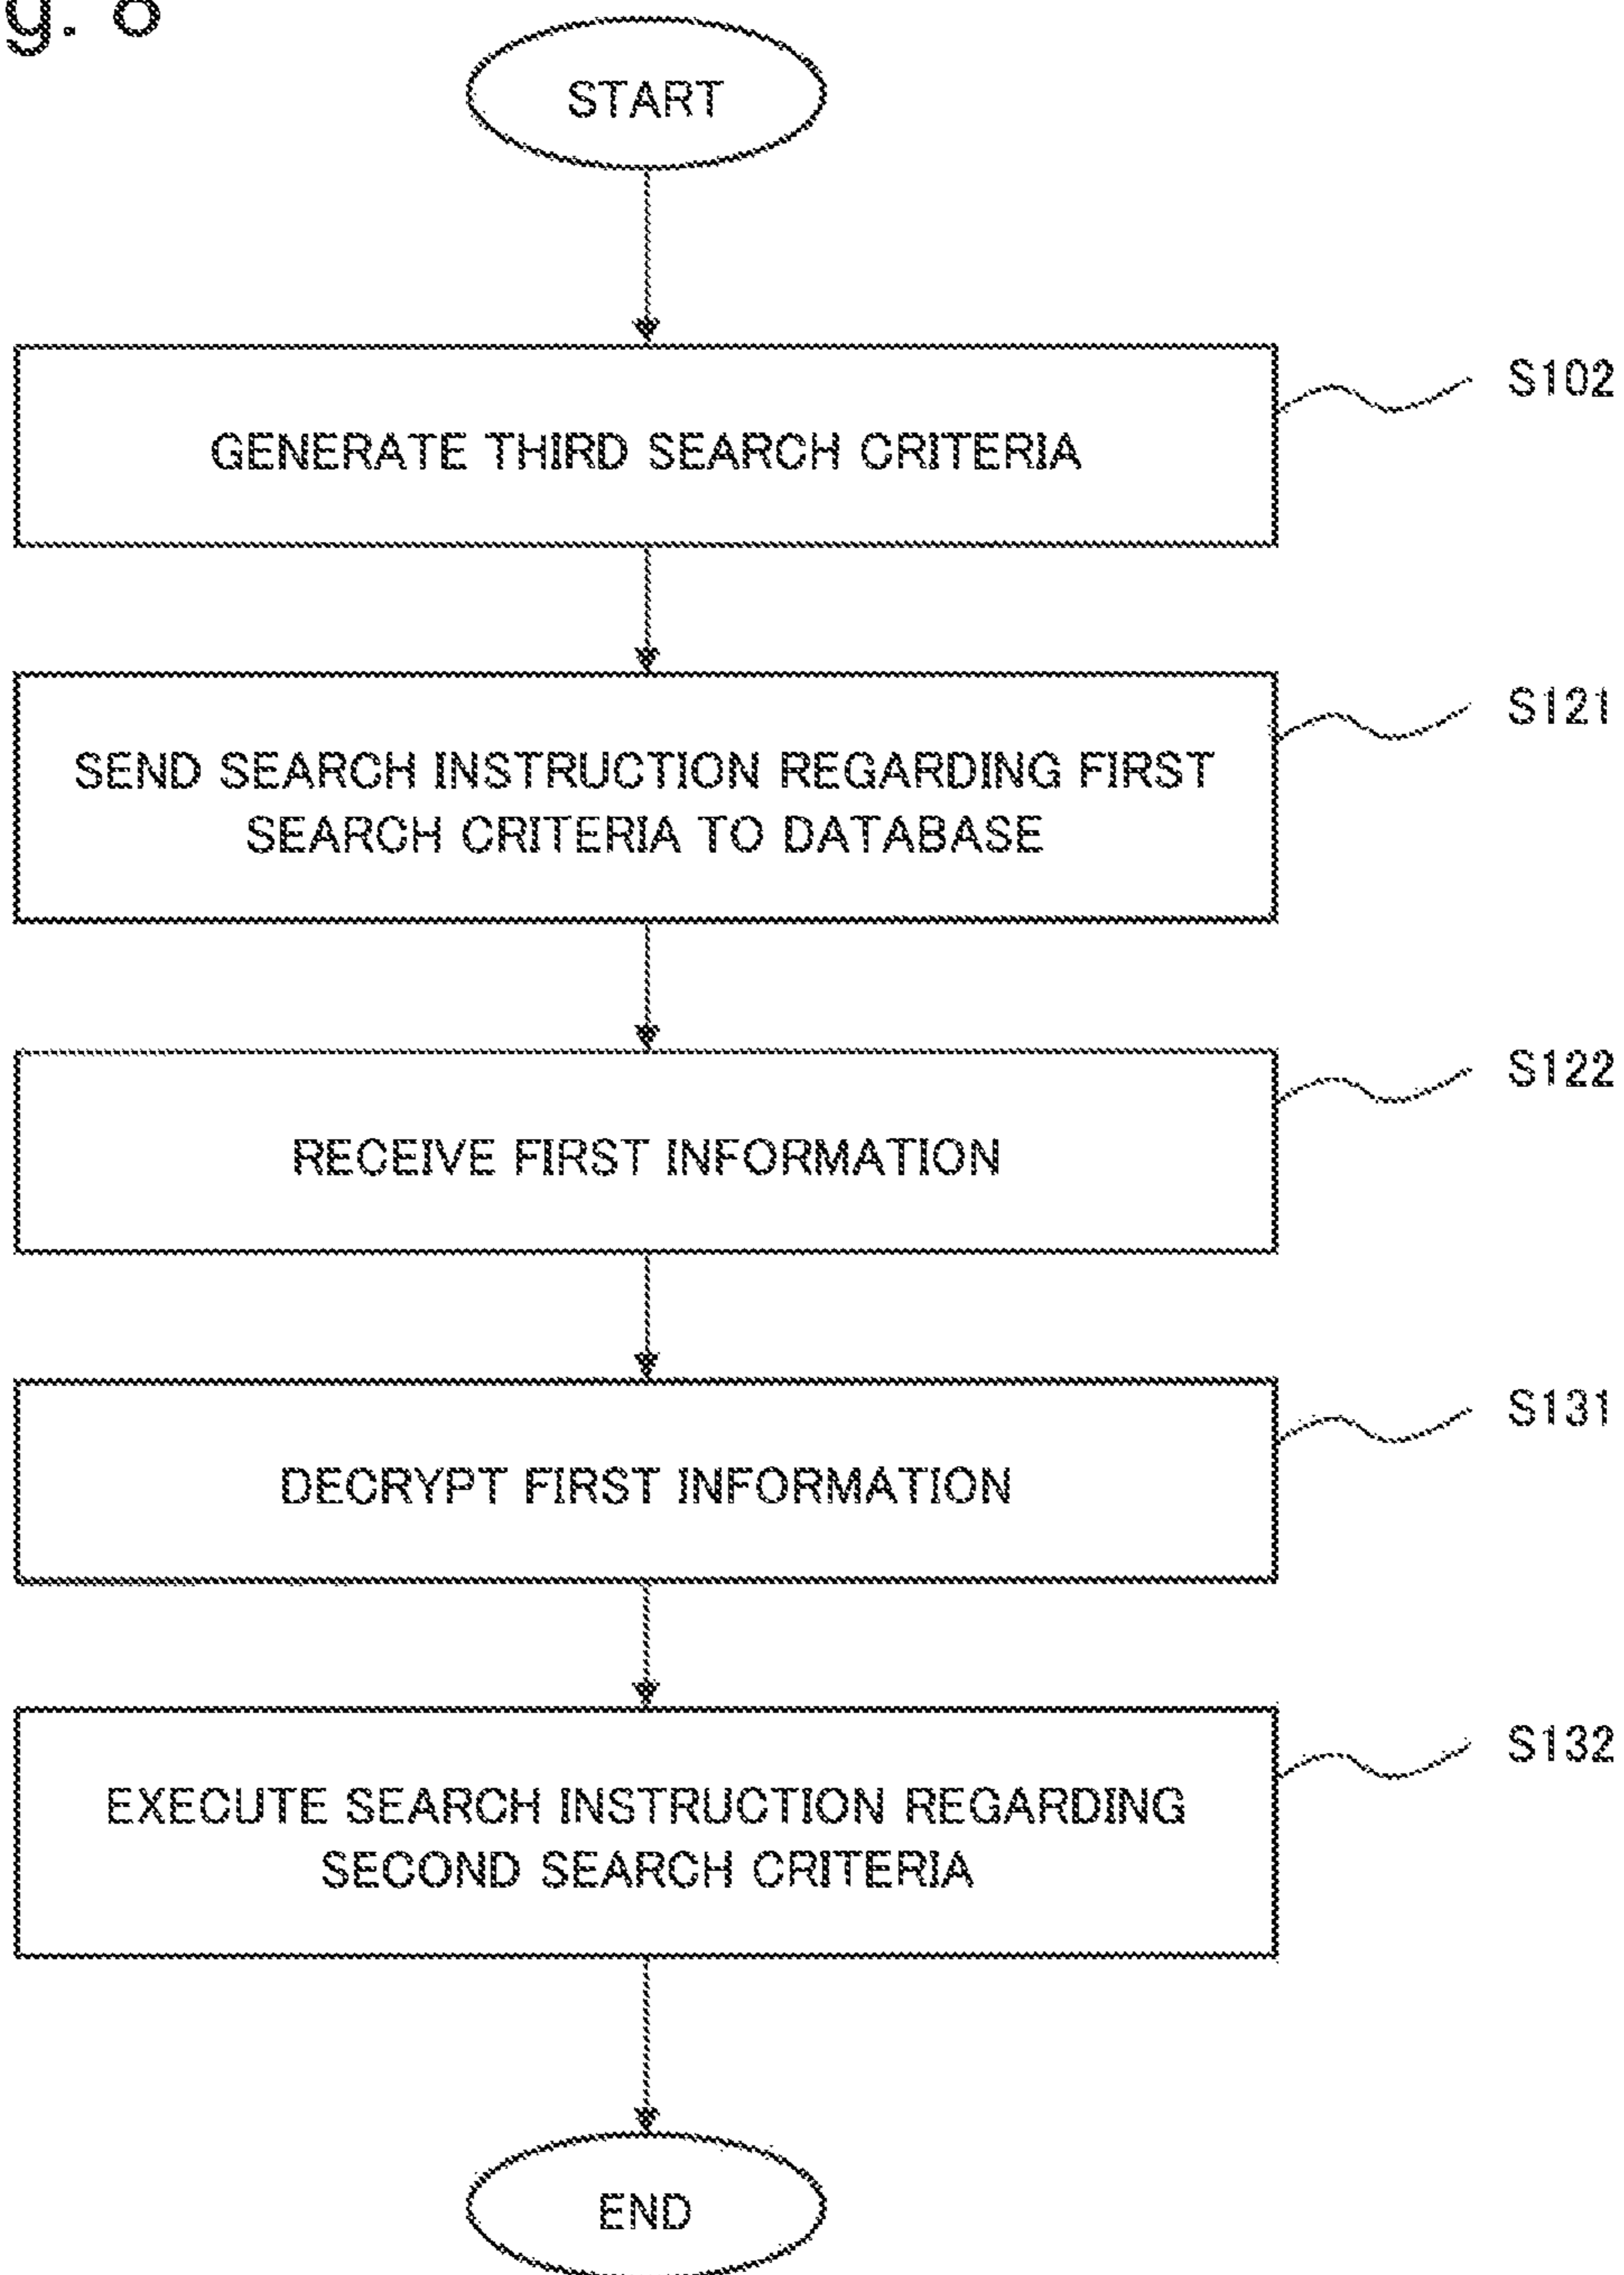 g. 8
START
GENERATE THIRD SEARCH CRITERIA
S102
SEND SEARCH INSTRUCTION REGARDING FIRST
SEARCH CRITERIA TO DATABASE
S121
RECEIVE FIRST INFORMATION
S122
DECRYPT FIRST INFORMATION
S131
EXECUTE SEARCH INSTRUCTION REGARDING
SECOND SEARCH CRITERIA
S132
END